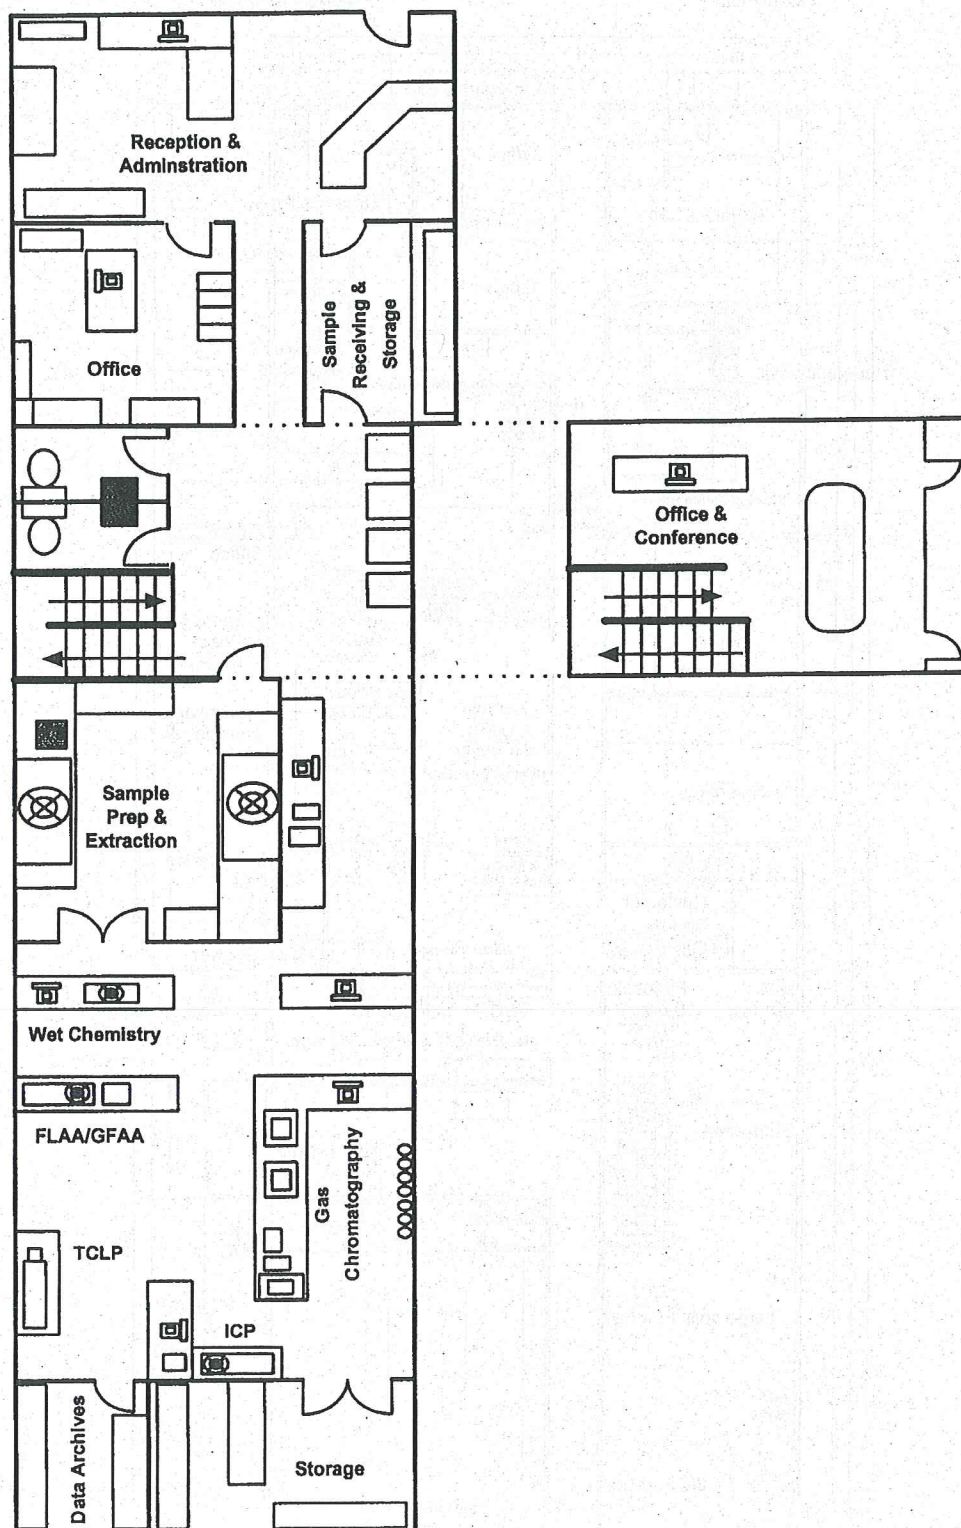 Reception &
Adminstration
Office
Sample
Receiving &
Storage
Office &
Conference
Sample
Prep &
Extraction
Wet Chemistry
FLAA/GFAA
Gas
Chromatography
TCLP
ICP
Data Archives
Storage